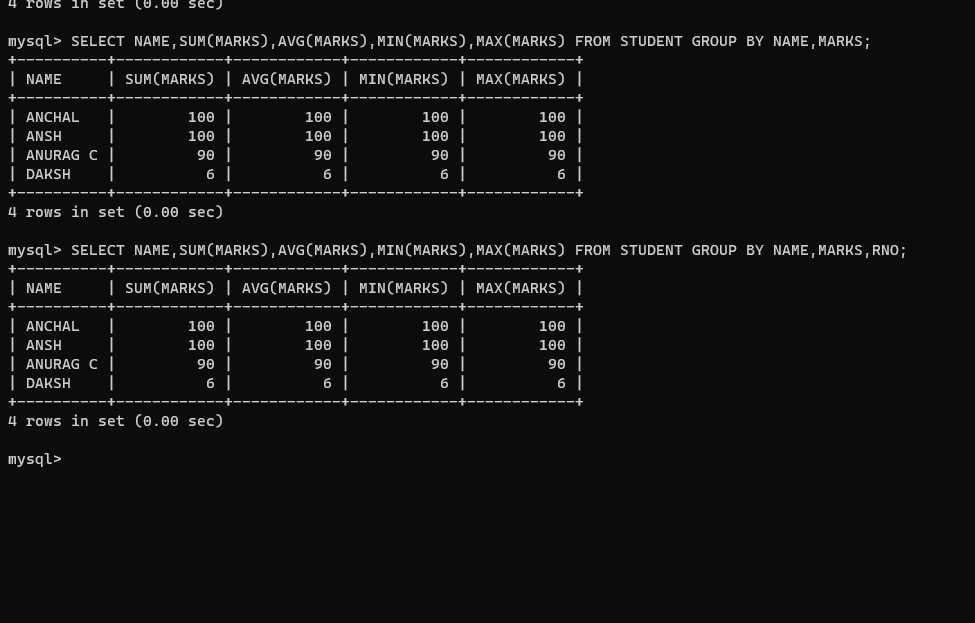 4 rows in set (0.00 sec)
mysql> SELECT NAME,SUM(MARKS),AVG(MARKS),MIN(MARKS),MAX(MARKS) FROM STUDENT GROUP BY NAME,MARKS;
+----------+------------+------------+------------+------------+
| NAME     | SUM(MARKS) | AVG(MARKS) | MIN(MARKS) | MAX(MARKS) |
+----------+------------+------------+------------+------------+
| ANCHAL   |        100 |        100 |        100 |        100 |
| ANSH     |        100 |        100 |        100 |        100 |
| ANURAG C |         90 |         90 |         90 |         90 |
| DAKSH    |          6 |          6 |          6 |          6 |
+----------+------------+------------+------------+------------+
4 rows in set (0.00 sec)
mysql> SELECT NAME,SUM(MARKS),AVG(MARKS),MIN(MARKS),MAX(MARKS) FROM STUDENT GROUP BY NAME,MARKS,RNO;
+----------+------------+------------+------------+------------+
| NAME     | SUM(MARKS) | AVG(MARKS) | MIN(MARKS) | MAX(MARKS) |
+----------+------------+------------+------------+------------+
| ANCHAL   |        100 |        100 |        100 |        100 |
| ANSH     |        100 |        100 |        100 |        100 |
| ANURAG C |         90 |         90 |         90 |         90 |
| DAKSH    |          6 |          6 |          6 |          6 |
+----------+------------+------------+------------+------------+
4 rows in set (0.00 sec)
mysql>